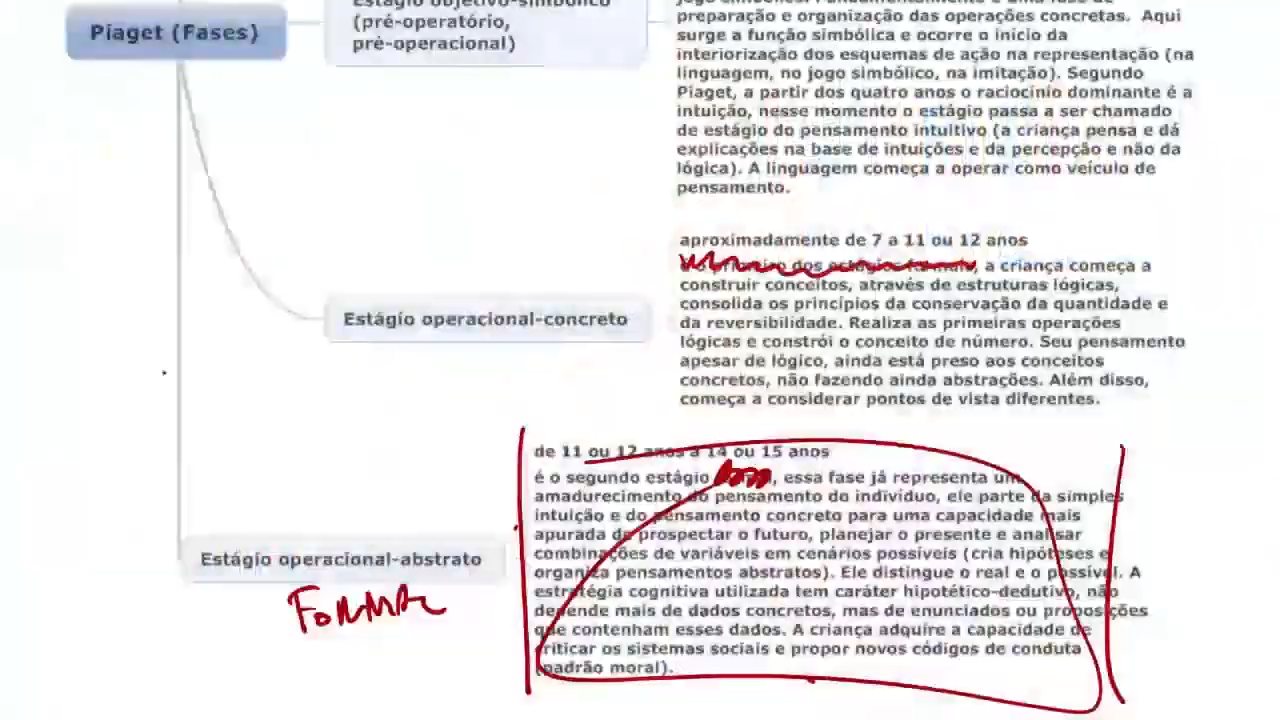 Piaget (Fases)
Estágio objetivo-simbólico
(pré-operatório,
pré-operacional)
preparação e organização das operações concretas. Aqui
surge a função simbólica e ocorre o início da
interiorização dos esquemas de ação na representação (na
linguagem, no jogo simbólico, na imitação). Segundo
Piaget, a partir dos quatro anos o raciocínio dominante é a
intuição, nesse momento o estágio passa a ser chamado
de estágio do pensamento intuitivo (a criança pensa e dá
explicações na base de intuições e da percepção e não da
lógica). A linguagem começa a operar como veículo de
pensamento.
Estágio operacional-concreto
aproximadamente de 7 a 11 ou 12 anos
é o primeiro dos estágios formais, a criança começa a
construir conceitos, através de estruturas lógicas,
consolida os princípios da conservação da quantidade e
da reversibilidade. Realiza as primeiras operações
lógicas e constrói o conceito de número. Seu pensamento
apesar de lógico, ainda está preso aos conceitos
concretos, não fazendo ainda abstrações. Além disso,
começa a considerar pontos de vista diferentes.
Estágio operacional-abstrato
FORMAL
de 11 ou 12 anos a 14 ou 15 anos
é o segundo estágio , essa fase já representa um
amadurecimento do pensamento do indivíduo, ele parte da simples
intuição e do pensamento concreto para uma capacidade mais
apurada de prospectar o futuro, planejar o presente e analisar
combinações de variáveis em cenários possíveis (cria hipóteses e
organiza pensamentos abstratos). Ele distingue o real e o possível. A
estratégia cognitiva utilizada tem caráter hipotético-dedutivo, não
depende mais de dados concretos, mas de enunciados ou proposições
que contenham esses dados. A criança adquire a capacidade de
criticar os sistemas sociais e propor novos códigos de conduta
(padrão moral).